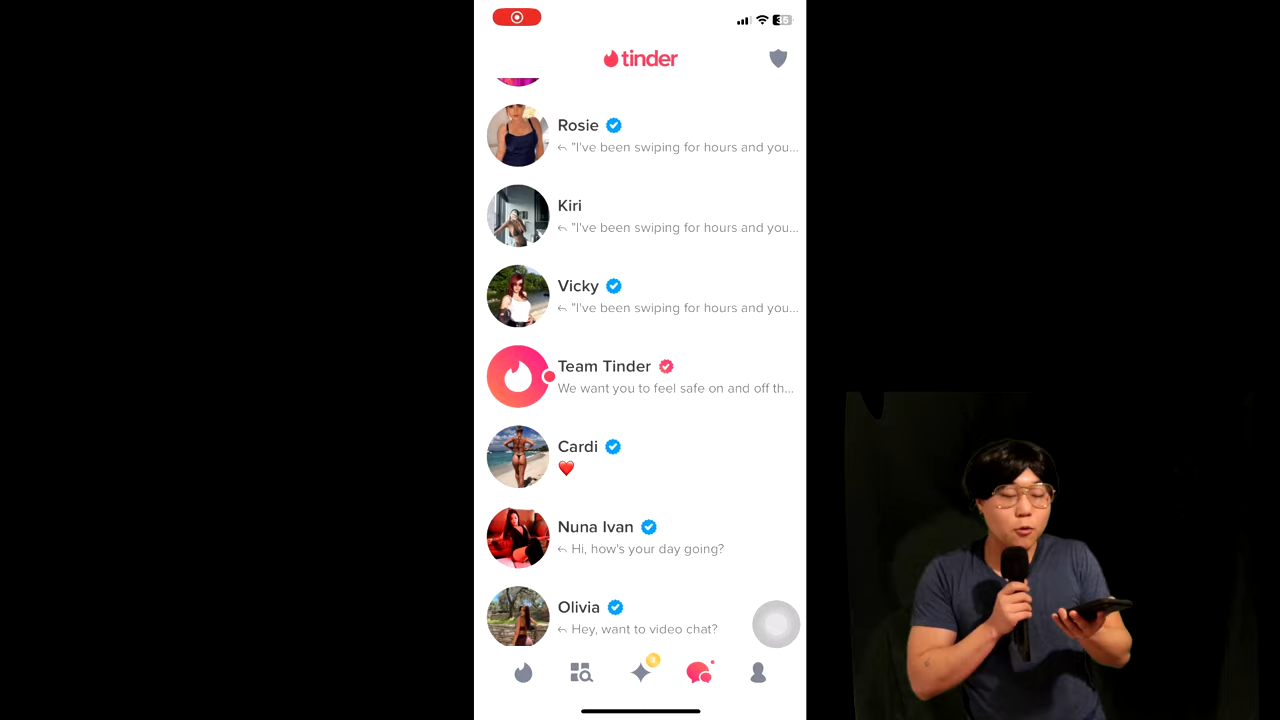 35
tinder
Rosie
"I've been swiping for hours and you...
Kiri
"I've been swiping for hours and you...
Vicky
"I've been swiping for hours and you...
Team Tinder
We want you to feel safe on and off th...
Cardi
Nuna Ivan
Hi, how's your day going?
Olivia
Hey, want to video chat?